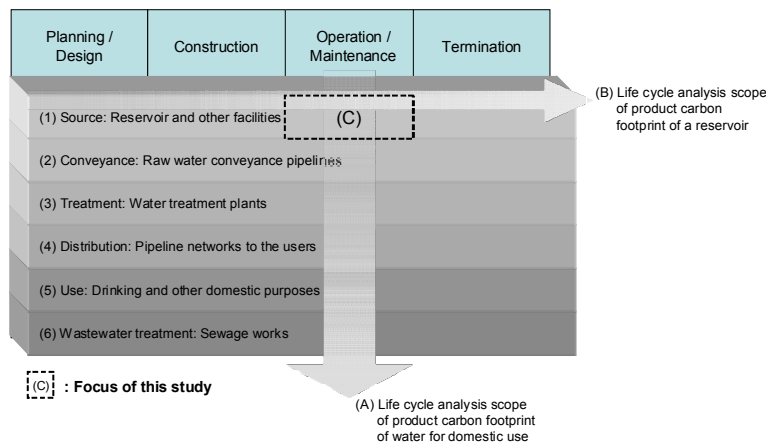 Planning /
Design
Construction
Operation /
Maintenance
Termination
(1) Source: Reservoir and other facilities
(C)
(B) Life cycle analysis scope
of product carbon
footprint of a reservoir
(2) Conveyance: Raw water conveyance pipelines
(3) Treatment: Water treatment plants
(4) Distribution: Pipeline networks to the users
(5) Use: Drinking and other domestic purposes
(6) Wastewater treatment: Sewage works
(C) : Focus of this study
(A) Life cycle analysis scope
of product carbon footprint
of water for domestic use